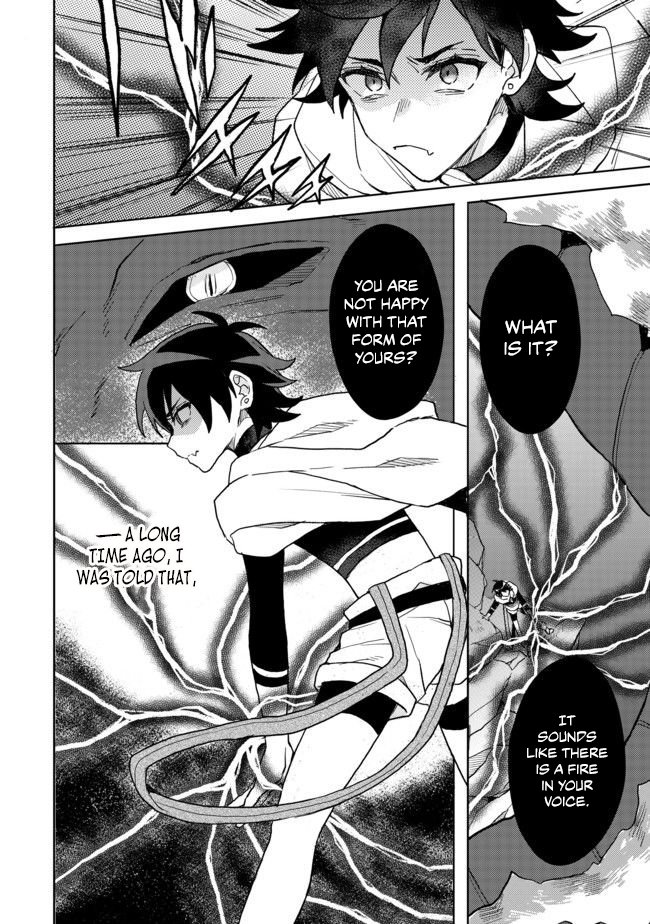 WHAT
IS IT?
IT
SOUNDS
LIKE THERE
IS A FIRE
IN YOUR
VOICE.
YOU ARE
NOT HAPPY
WITH THAT
FORM OF
YOURS?
— A LONG
TIME AGO, I
WAS TOLD THAT,